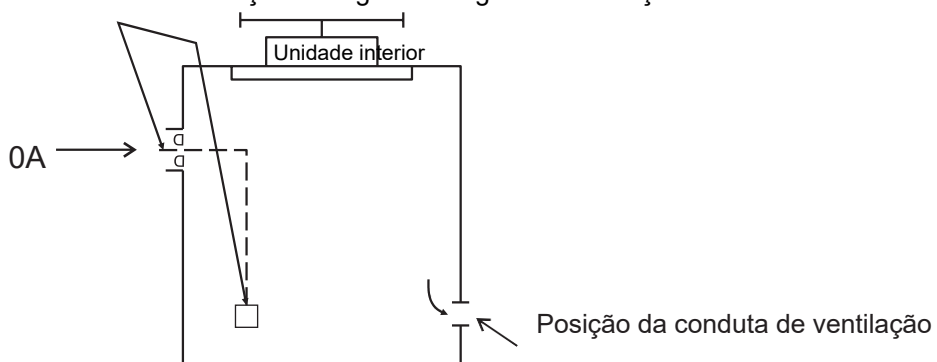 Unidade interior
0A
Posição da conduta de ventilação